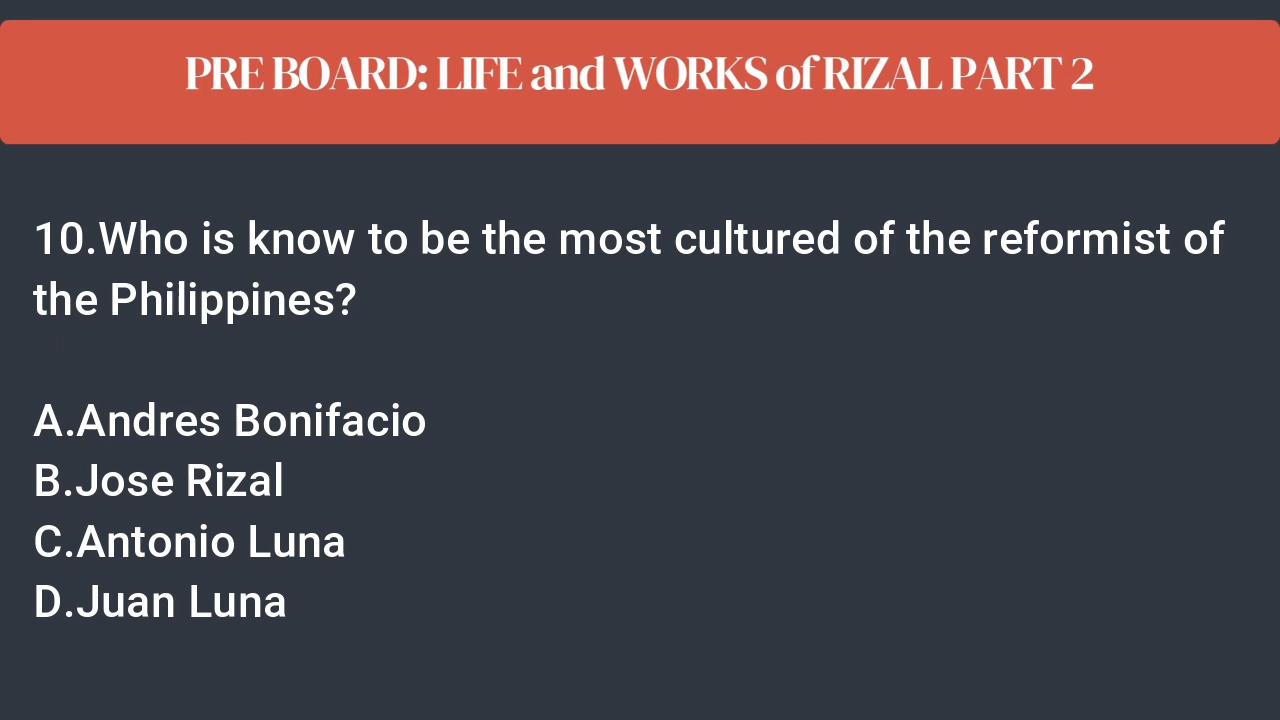 PRE BOARD: LIFE and WORKS of RIZAL PART 2
10.Who is know to be the most cultured of the reformist of
the Philippines?
A.Andres Bonifacio
B.Jose Rizal
C.Antonio Luna
D.Juan Luna